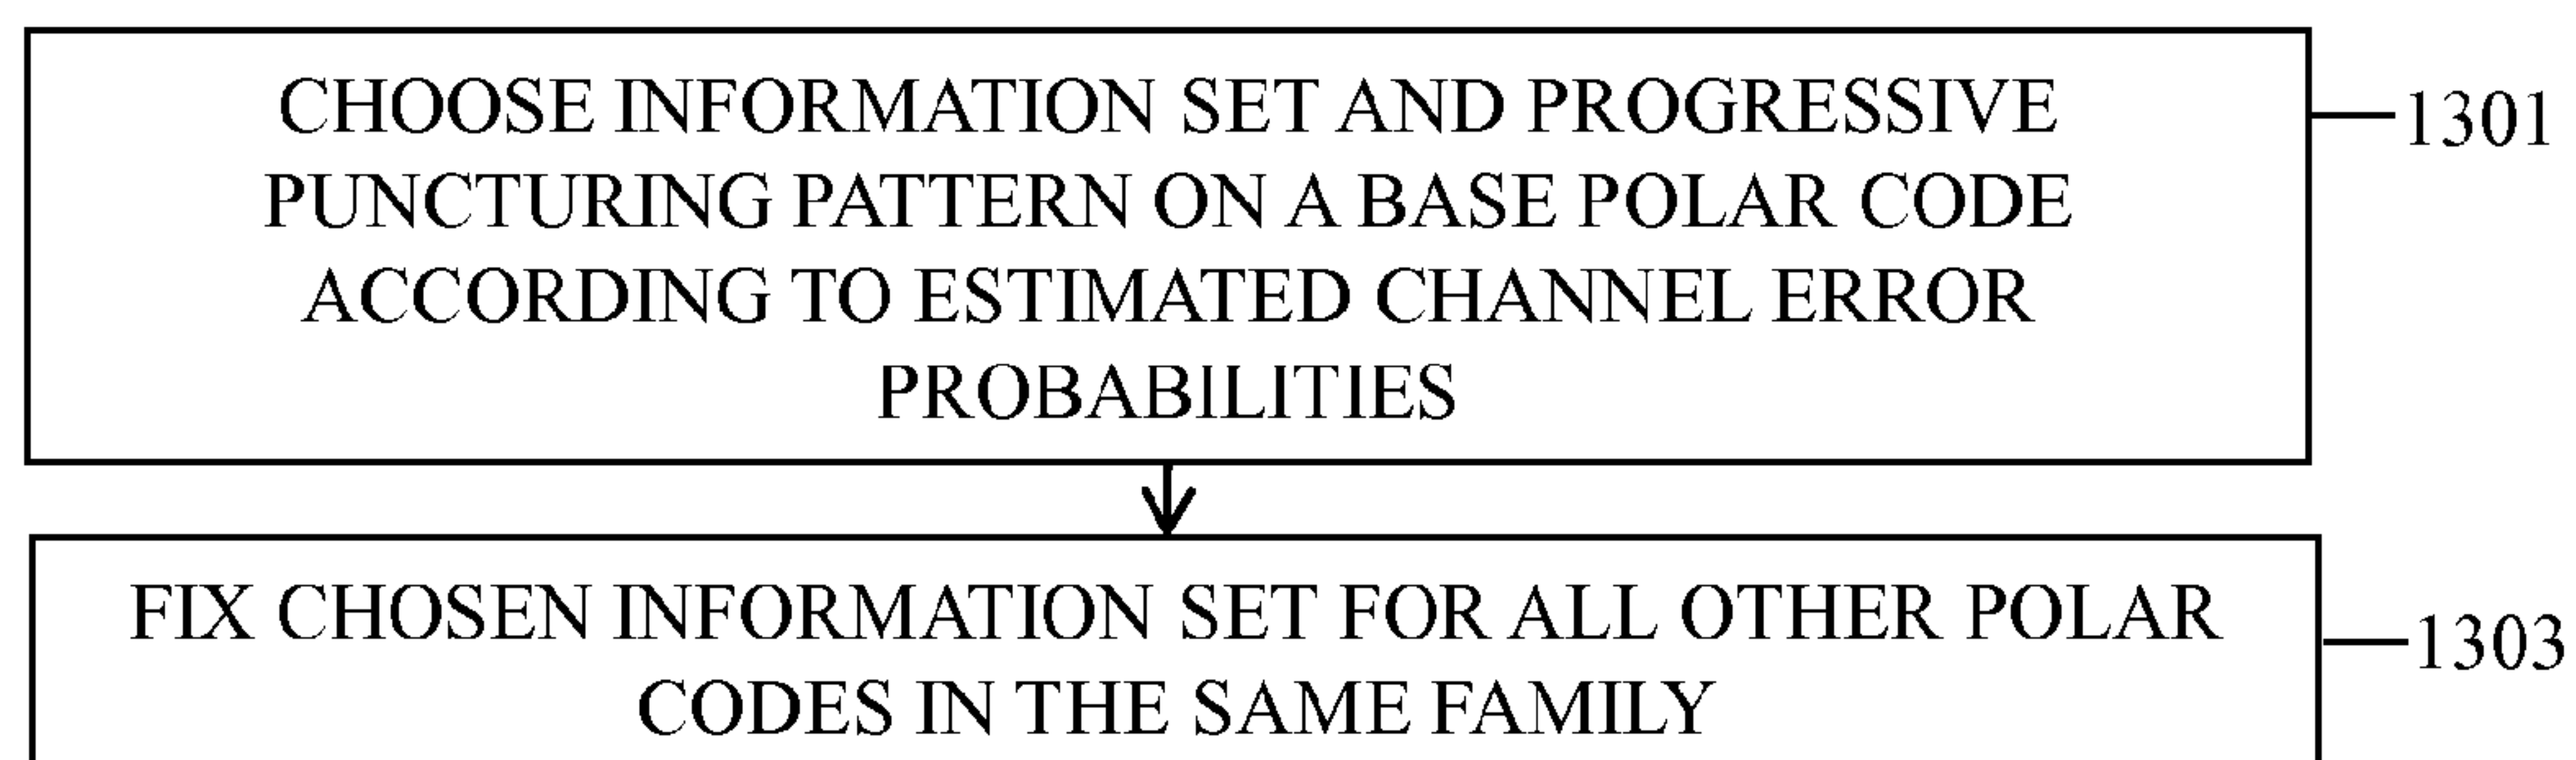 CHOOSE INFORMATION SET AND PROGRESSIVE
PUNCTURING PATTERN ON A BASE POLAR CODE
ACCORDING TO ESTIMATED CHANNEL ERROR
PROBABILITIES
1301
FIX CHOSEN INFORMATION SET FOR ALL OTHER POLAR
CODES IN THE SAME FAMILY
1303